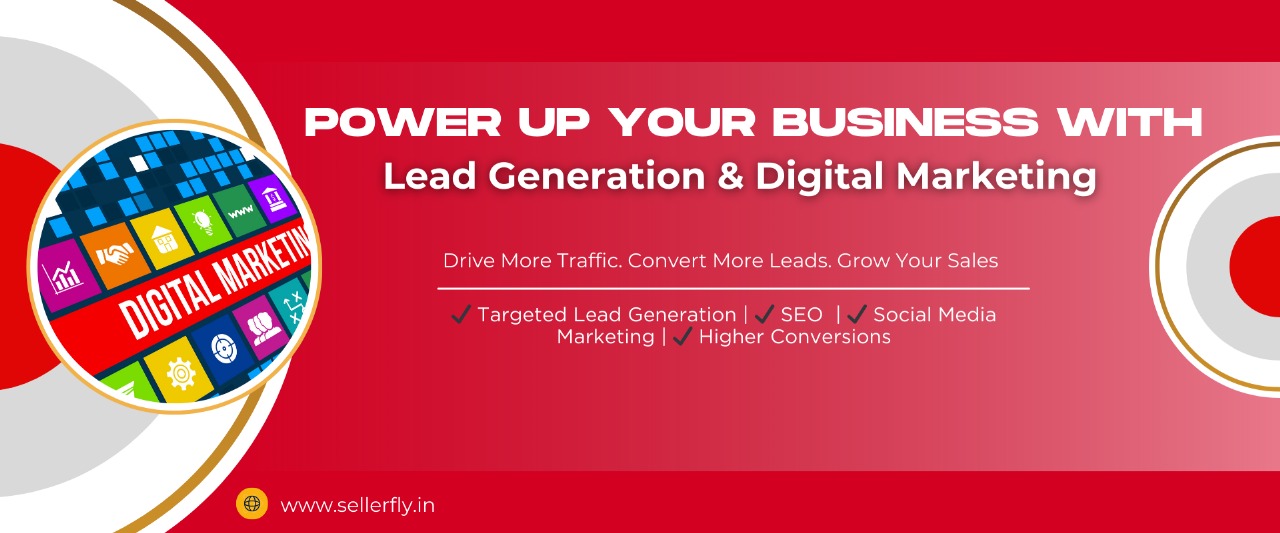 POWER UP YOUR BUSINESS WITH
Lead Generation & Digital Marketing
Drive More Traffic. Convert More Leads. Grow Your Sales
✔ Targeted Lead Generation | ✔ SEO | ✔ Social Media
Marketing | ✔ Higher Conversions
www
DIGITAL MARKETIN
www.sellerfly.in